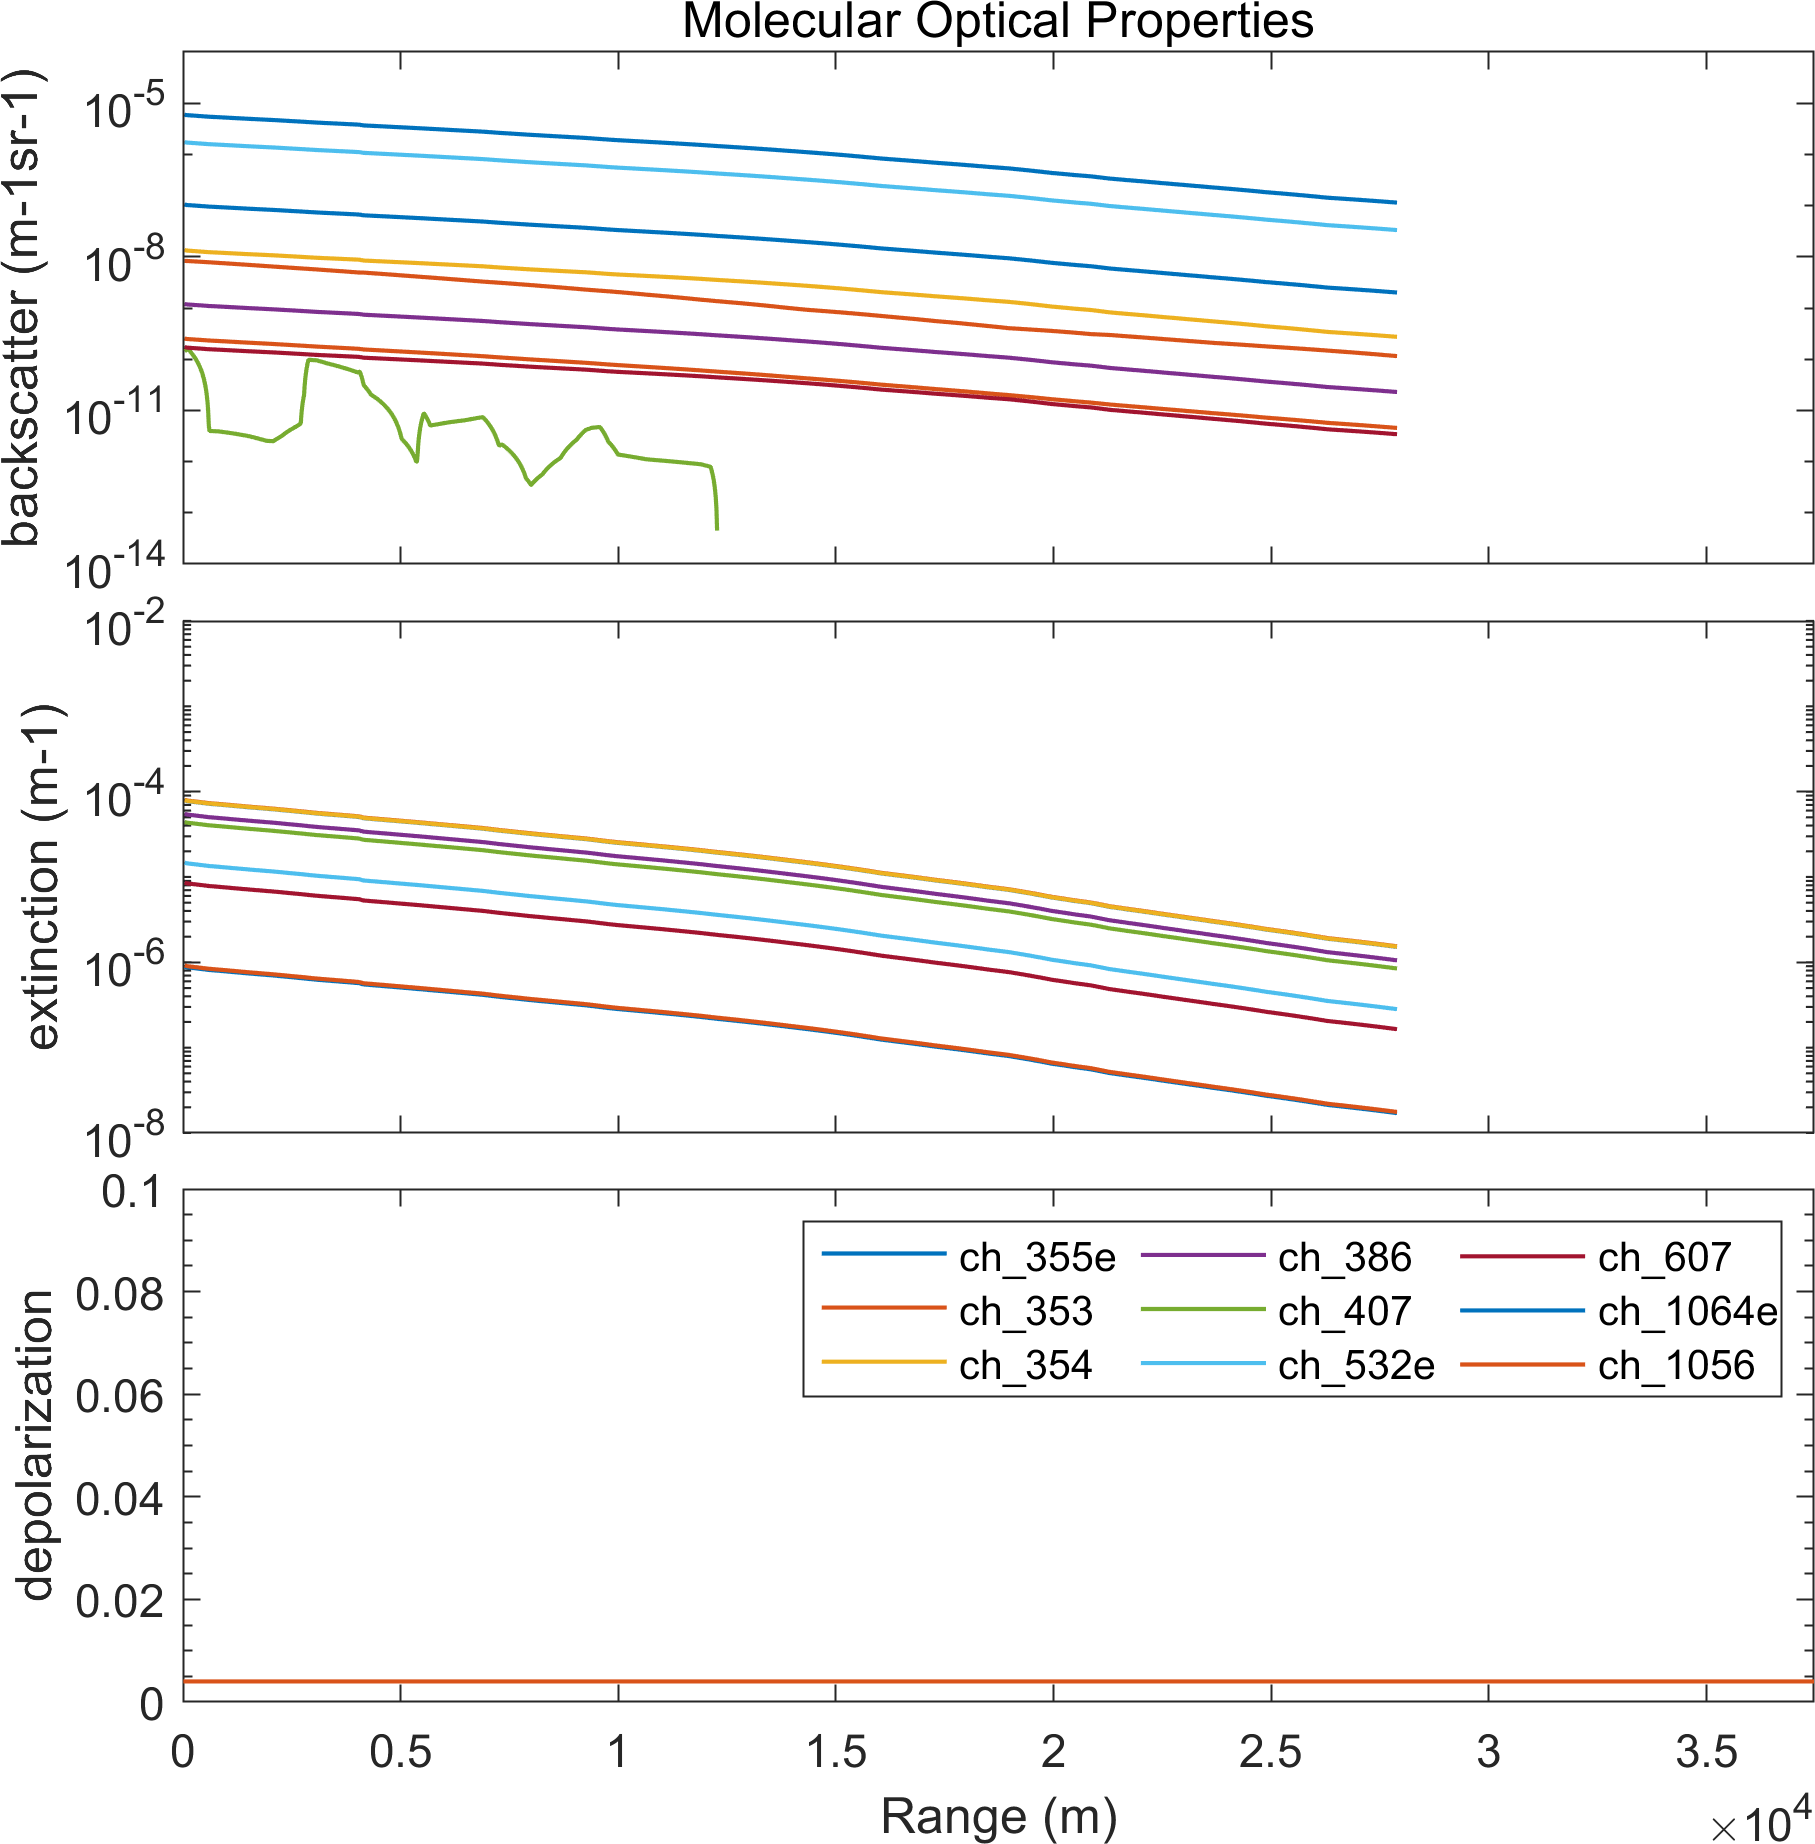 Molecular Optical Properties
backscatter (m-1sr-1)
10-5
10-8
10-11
10-14
extinction (m-1)
10-2
10-4
10-6
10-8
depolarization
0.1
0.08
0.06
0.04
0.02
0
ch_355e ch_386 ch_607
ch_353 ch_407 ch_1064e
ch_354 ch_532e ch_1056
0 0.5 1 1.5 2 2.5 3 3.5
Range (m)
×104